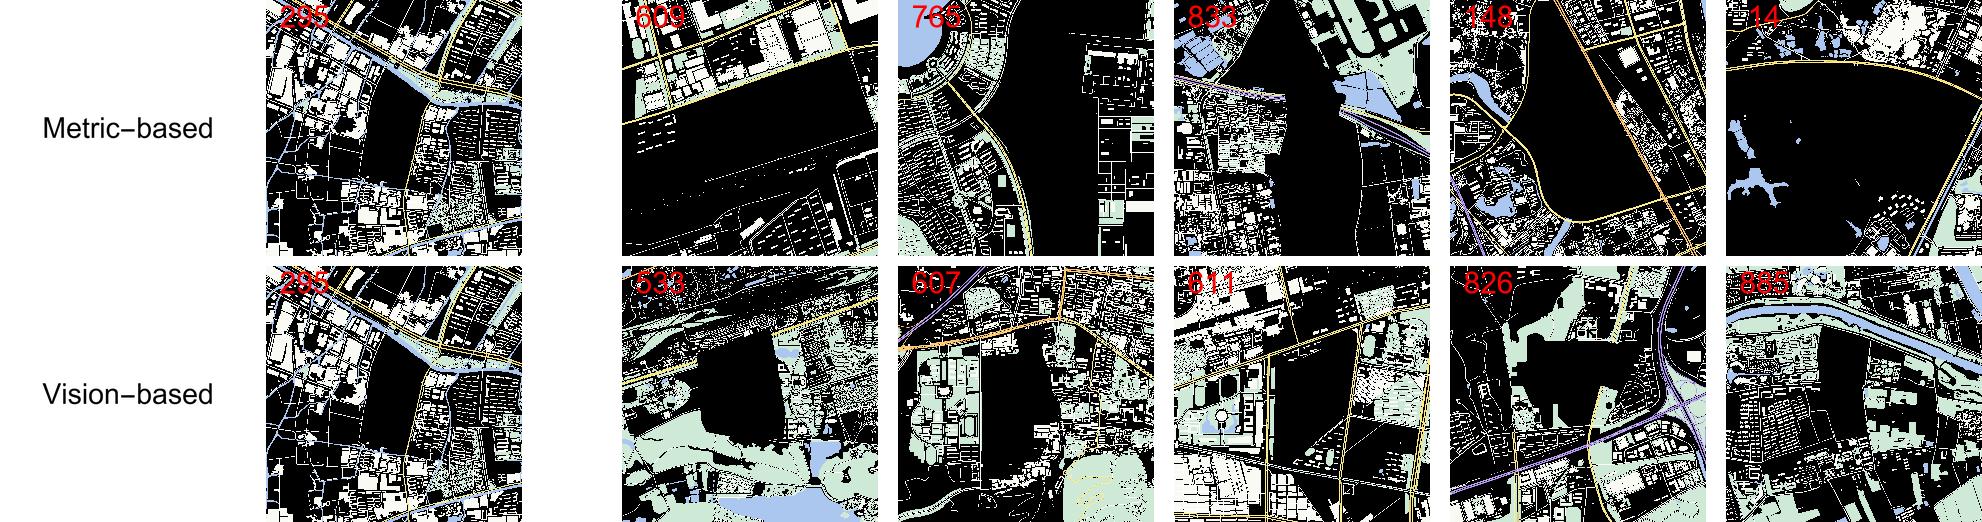 295 609 765 833 148 14
Metric–based
295 533 607 611 826 885
Vision–based